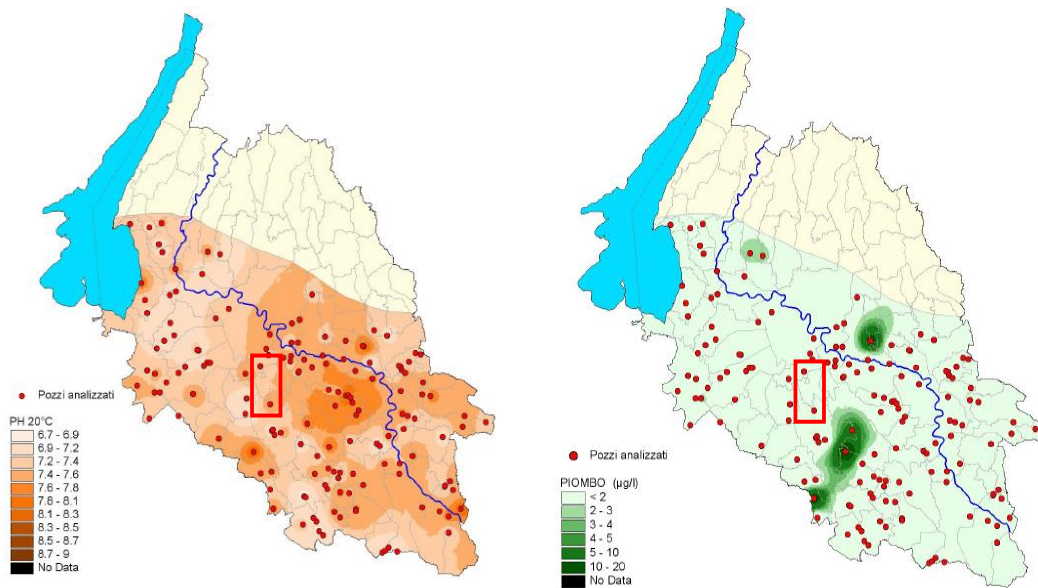 Pozzi analizzati
PH 20°C
6.7 - 6.9
6.9 - 7.2
7.2 - 7.4
7.4 - 7.6
7.6 - 7.8
7.8 - 8.1
8.1 - 8.3
8.3 - 8.5
8.5 - 8.7
8.7 - 9
No Data
Pozzi analizzati
PIOMBO (µg/l)
< 2
2 - 3
3 - 4
4 - 5
5 - 10
10 - 20
No Data